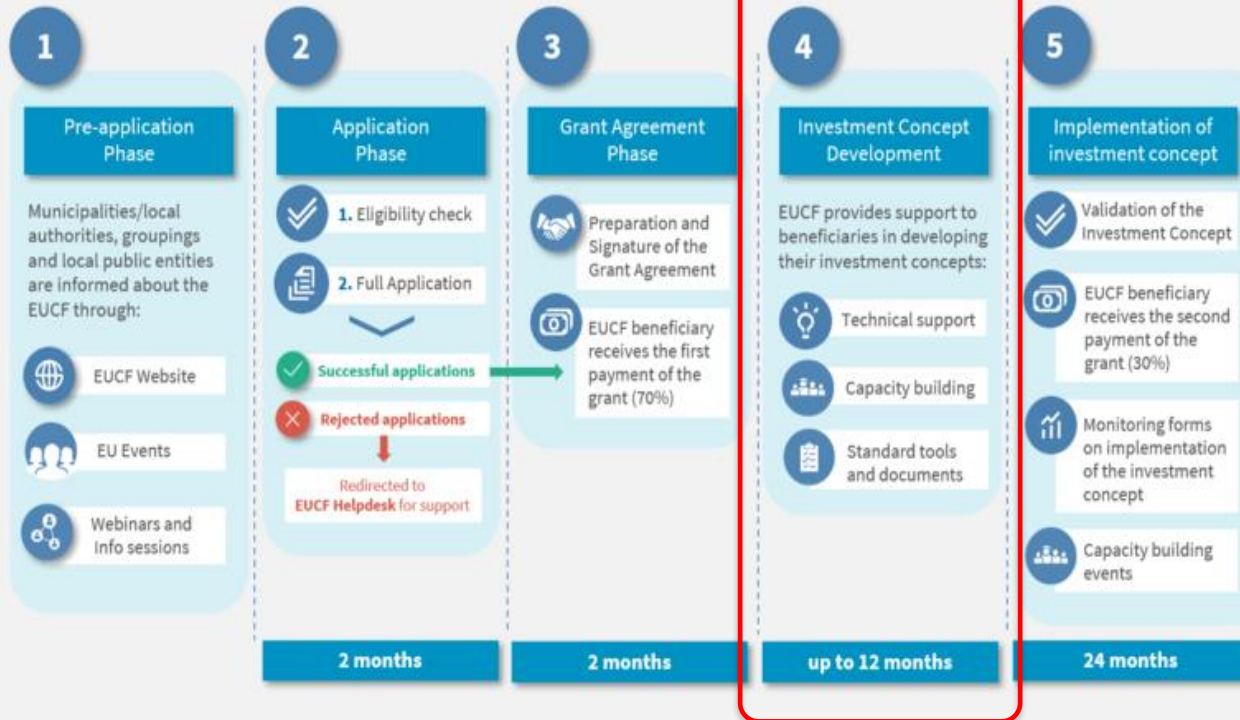 1
Pre-application
Phase
Municipalities/local
authorities, groupings
and local public entities
are informed about the
EUCF through:
EUCF Website
EU Events
Webinars and
Info sessions
2
Application
Phase
1. Eligibility check
2. Full Application
Successful applications
Rejected applications
Redirected to
EUCF Helpdesk for support
2 months
3
Grant Agreement
Phase
Preparation and
Signature of the
Grant Agreement
EUCF beneficiary
receives the first
payment of the
grant (70%)
2 months
4
Investment Concept
Development
EUCF provides support to
beneficiaries in developing
their investment concepts:
Technical support
Capacity building
Standard tools
and documents
up to 12 months
5
Implementation of
investment concept
Validation of the
Investment Concept
EUCF beneficiary
receives the second
payment of the
grant (30%)
Monitoring forms
on implementation
of the investment
concept
Capacity building
events
24 months